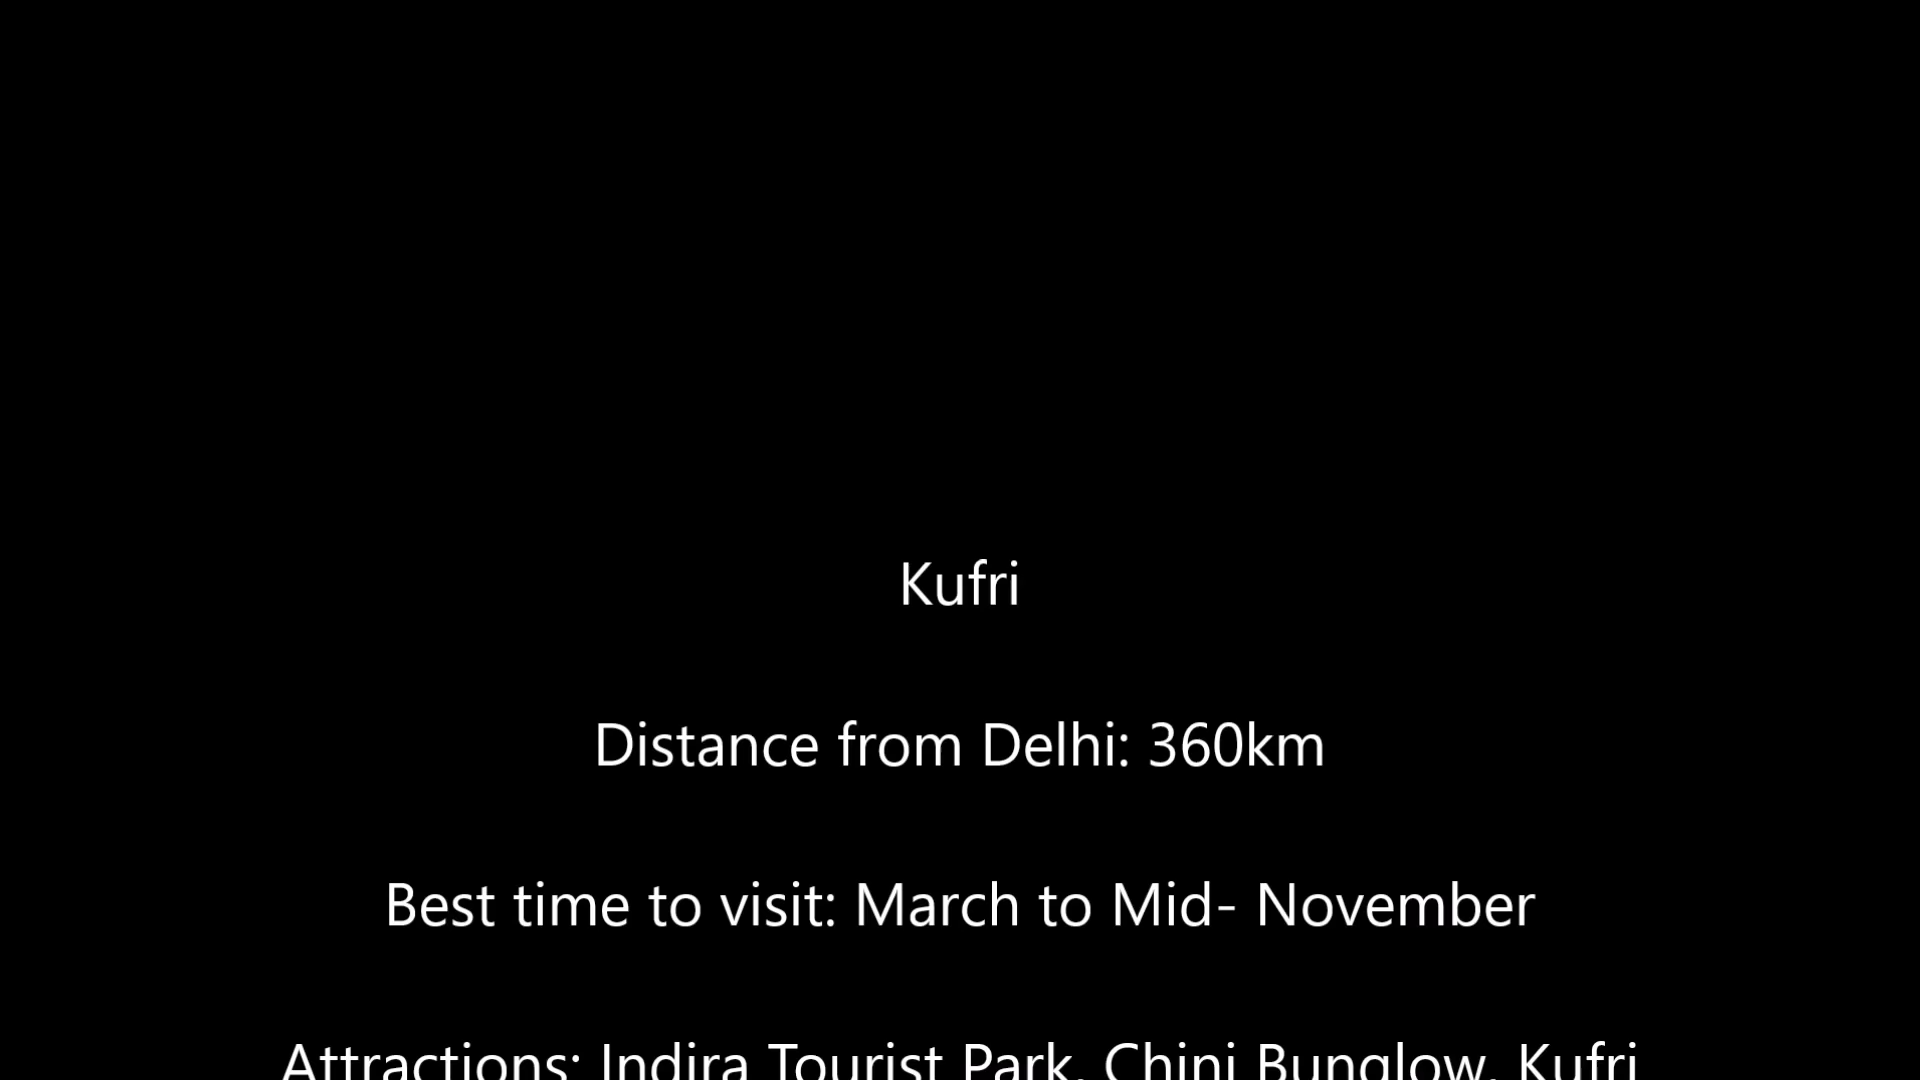 Kufri
Distance from Delhi: 360km
Best time to visit: March to Mid- November
Attractions: Indira Tourist Park, Chini Bunglow, Kufri